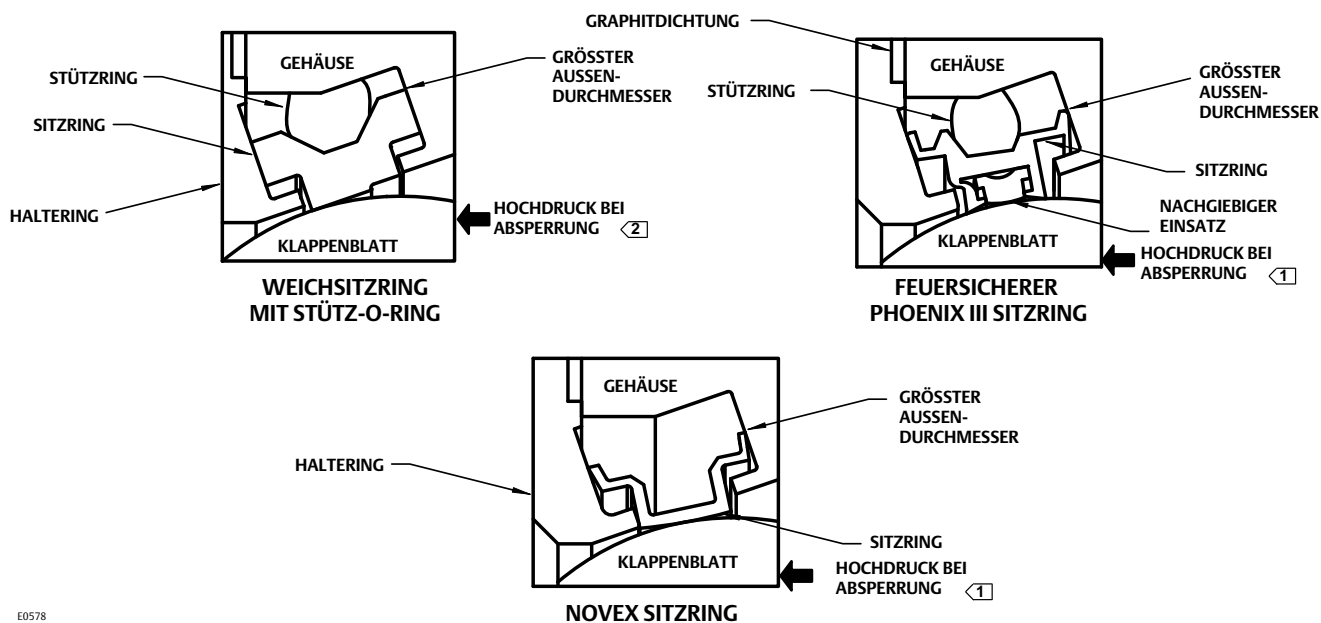 GEHÄUSE
STÜTZRING
SITZRING
HALTERING
GRÖSSTER
AUSSEN-
DURCHMESSER
HOCHDRUCK BEI
ABSPERRUNG 2
KLAPPENBLATT
WEICHSITZRING
MIT STÜTZ-O-RING
GRAPHITDICHTUNG
GEHÄUSE
STÜTZRING
GRÖSSTER
AUSSEN-
DURCHMESSER
SITZRING
NACHGIEBIGER
EINSATZ
KLAPPENBLATT
HOCHDRUCK BEI
ABSPERRUNG 1
FEUERSICHERER
PHOENIX III SITZRING
GEHÄUSE
GRÖSSTER
AUSSEN-
DURCHMESSER
HALTERING
SITZRING
KLAPPENBLATT
HOCHDRUCK BEI
ABSPERRUNG 1
NOVEX SITZRING
E0578